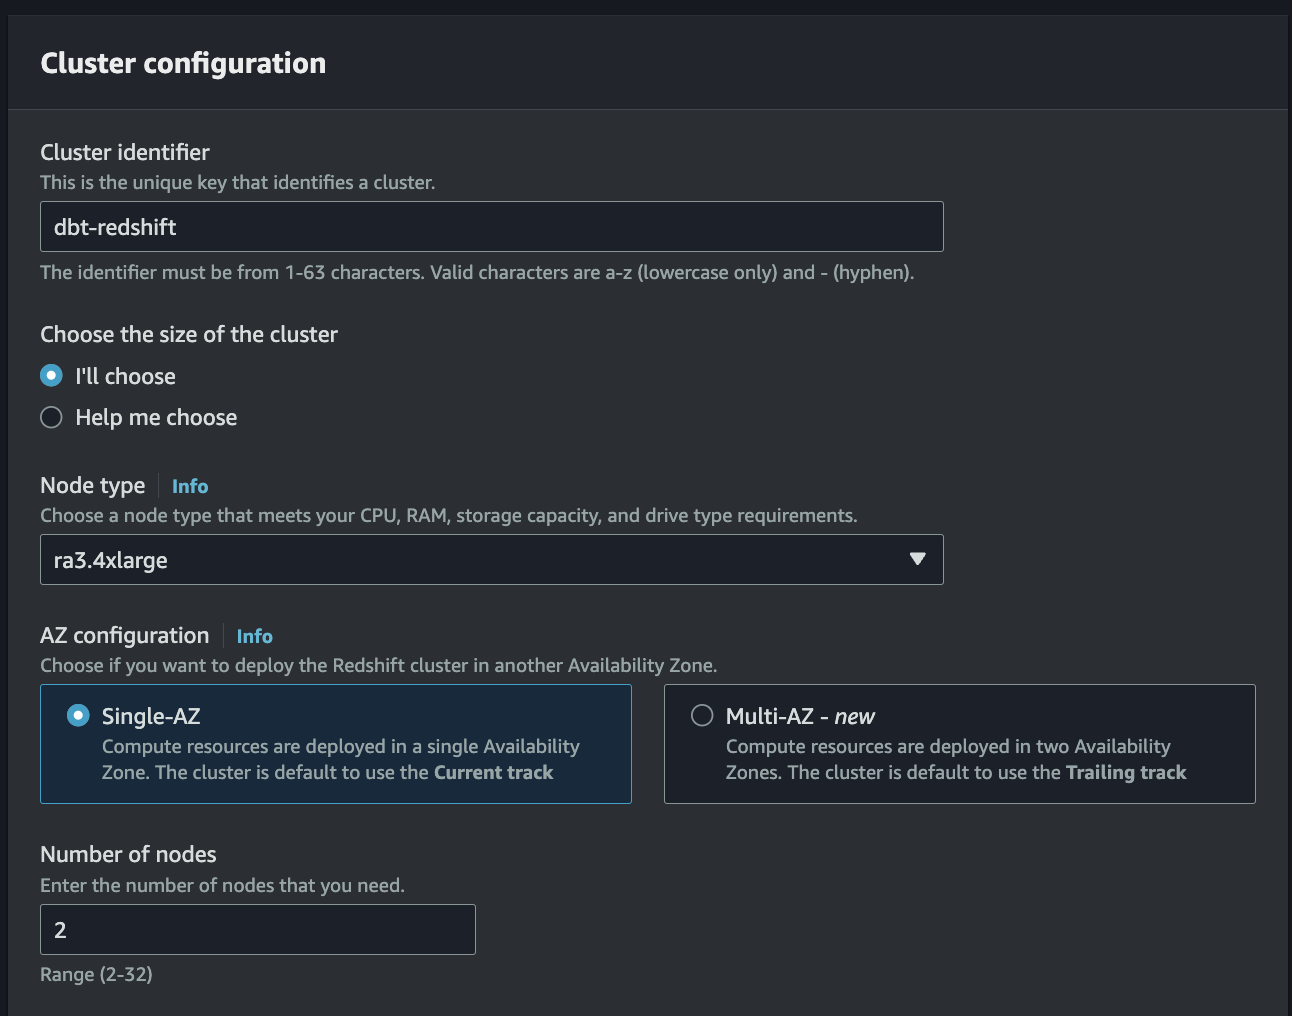 Cluster configuration
Cluster identifier
This is the unique key that identifies a cluster.
dbt-redshift
The identifier must be from 1-63 characters. Valid characters are a-z (lowercase only) and - (hyphen).
Choose the size of the cluster
I'll choose
Help me choose
Node type Info
Choose a node type that meets your CPU, RAM, storage capacity, and drive type requirements.
ra3.4xlarge
AZ configuration Info
Choose if you want to deploy the Redshift cluster in another Availability Zone.
Single-AZ
Compute resources are deployed in a single Availability
Zone. The cluster is default to use the Current track
Multi-AZ - new
Compute resources are deployed in two Availability
Zones. The cluster is default to use the Trailing track
Number of nodes
Enter the number of nodes that you need.
2
Range (2-32)